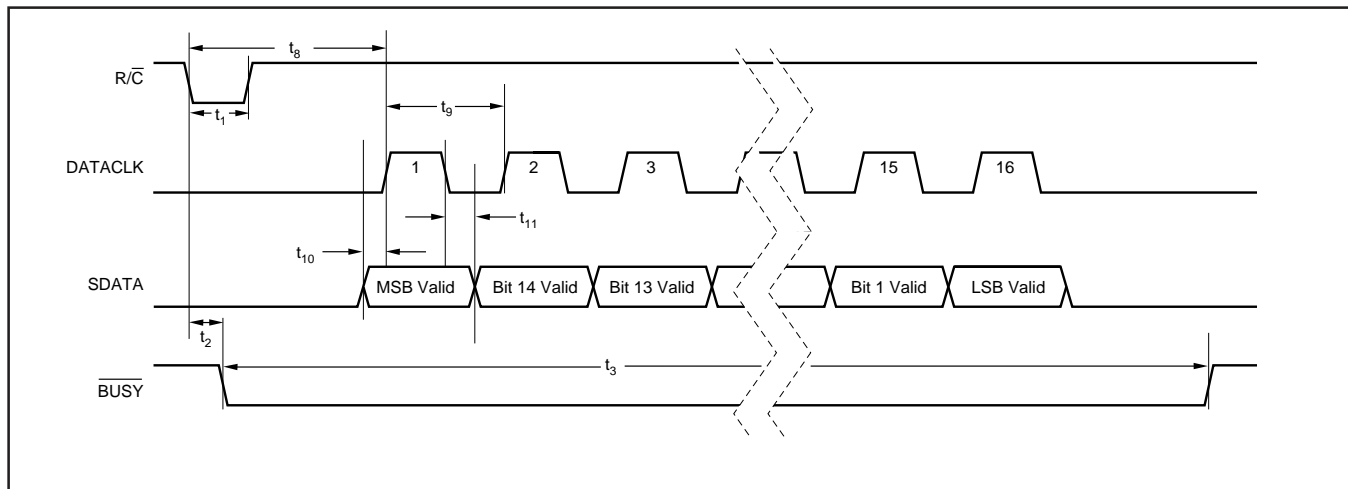 t8
R/C̅
t1
t9
DATACLK
1
2
3
15
16
t11
t10
SDATA
MSB Valid
Bit 14 Valid
Bit 13 Valid
Bit 1 Valid
LSB Valid
t2
t3
B̅U̅S̅Y̅